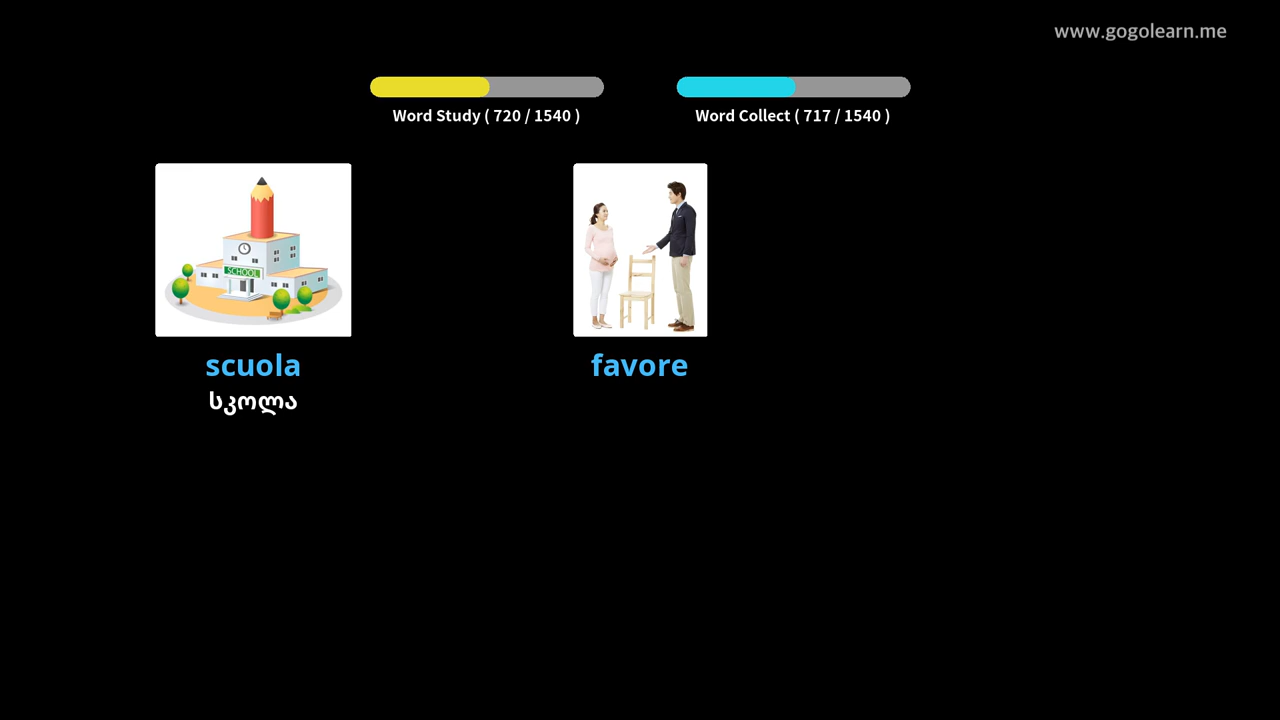 www.gogolearn.me
Word Study ( 720 / 1540 )
Word Collect ( 717 / 1540 )
SCHOOL
scuola
სკოლა
favore